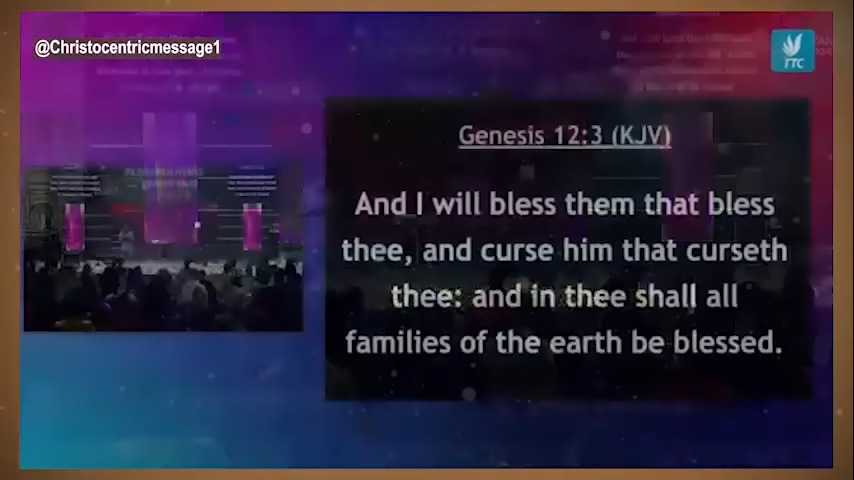 @Christocentricmessage1
TTC
Genesis 12:3 (KJV)
And I will bless them that bless
thee, and curse him that curseth
thee: and in thee shall all
families of the earth be blessed.